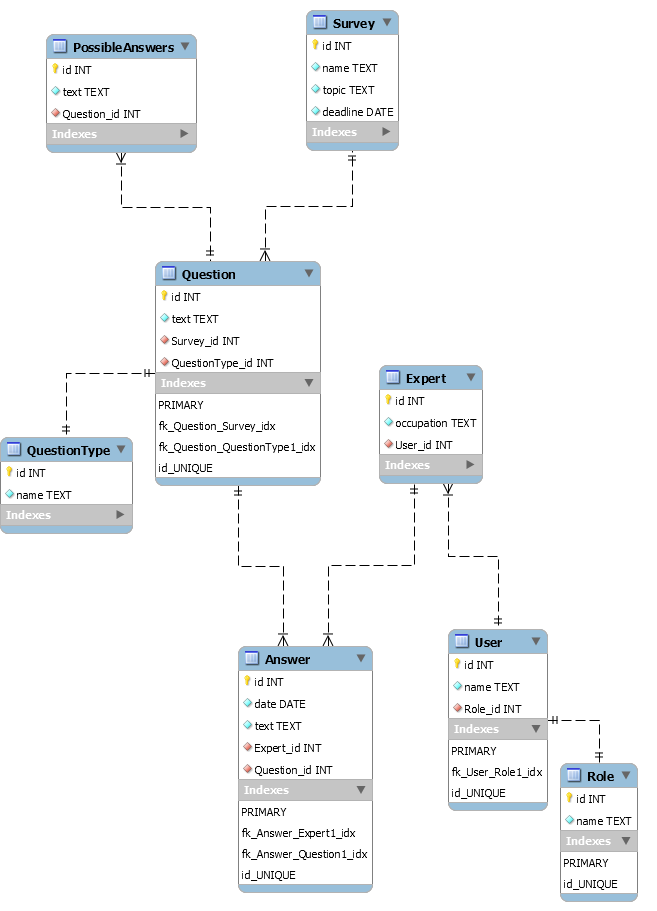 Survey
id INT
name TEXT
topic TEXT
deadline DATE
Indexes
PossibleAnswers
id INT
text TEXT
Question_id INT
Indexes
Question
id INT
text TEXT
Survey_id INT
QuestionType_id INT
Indexes
PRIMARY
fk_Question_Survey_idx
fk_Question_QuestionType1_idx
id_UNIQUE
Expert
id INT
occupation TEXT
User_id INT
Indexes
QuestionType
id INT
name TEXT
Indexes
Answer
id INT
date DATE
text TEXT
Expert_id INT
Question_id INT
Indexes
PRIMARY
fk_Answer_Expert1_idx
fk_Answer_Question1_idx
id_UNIQUE
User
id INT
name TEXT
Role_id INT
Indexes
PRIMARY
fk_User_Role1_idx
id_UNIQUE
Role
id INT
name TEXT
Indexes
PRIMARY
id_UNIQUE